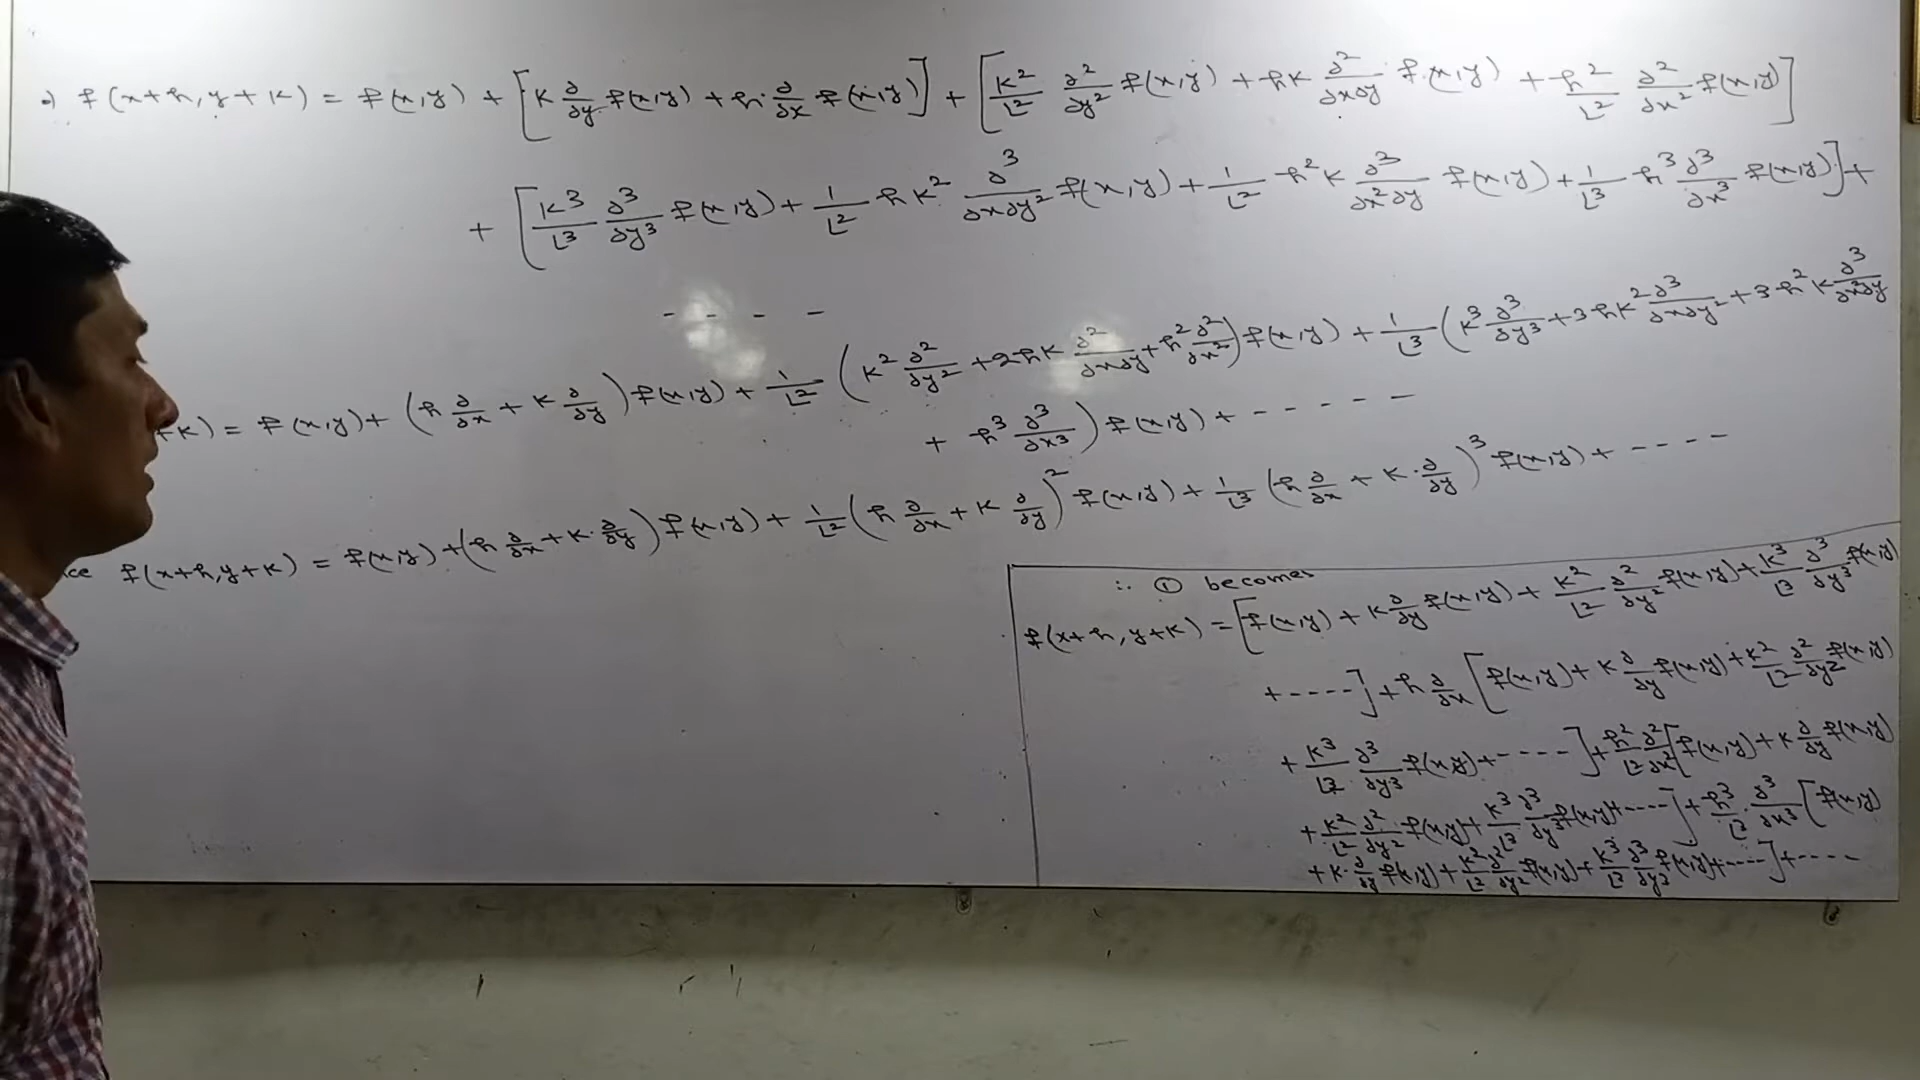 ⇒ f(x+h, y+k) = f(x,y) + [k ∂/∂y f(x,y) + h·∂/∂x f(x,y)] + [k²/⌊2 ∂²/∂y² f(x,y) + hk ∂²/∂x∂y f(x,y) + h²/⌊2 ∂²/∂x² f(x,y)]
+ [k³/⌊3 ∂³/∂y³ f(x,y) + 1/⌊2 hk² ∂³/∂x∂y² f(x,y) + 1/⌊2 h²k ∂³/∂x²∂y f(x,y) + 1/⌊3 h³ ∂³/∂x³ f(x,y)] +
- - - -
+k) = f(x,y) + (h ∂/∂x + k ∂/∂y) f(x,y) + 1/⌊2 (k² ∂²/∂y² + 2hk ∂²/∂x∂y + h² ∂²/∂x²) f(x,y) + 1/⌊3 (k³ ∂³/∂y³ + 3hk² ∂³/∂x∂y² + 3h²k ∂³/∂x²∂y
+ h³ ∂³/∂x³) f(x,y) + - - - - -
ce f(x+h, y+k) = f(x,y) + (h ∂/∂x + k·∂/∂y) f(x,y) + 1/⌊2 (h ∂/∂x + k ∂/∂y)² f(x,y) + 1/⌊3 (h ∂/∂x + k·∂/∂y)³ f(x,y) + - - - -
∴ ① becomes
f(x+h, y+k) = [f(x,y) + k ∂/∂y f(x,y) + k²/⌊2 ∂²/∂y² f(x,y) + k³/⌊3 ∂³/∂y³ f(x,y)
+ - - - - -] + h ∂/∂x [f(x,y) + k ∂/∂y f(x,y) + k²/⌊2 ∂²/∂y² f(x,y)
+ k³/⌊3 ∂³/∂y³ f(x,y) + - - - - -] + h²/⌊2 ∂²/∂x² [f(x,y) + k ∂/∂y f(x,y)
+ k²/⌊2 ∂²/∂y² f(x,y) + k³/⌊3 ∂³/∂y³ f(x,y) + - - - -] + h³/⌊3 · ∂³/∂x³ [f(x,y)
+ k·∂/∂y f(x,y) + k²/⌊2 ∂²/∂y² f(x,y) + k³/⌊3 ∂³/∂y³ f(x,y) + - - - -] + - - - -